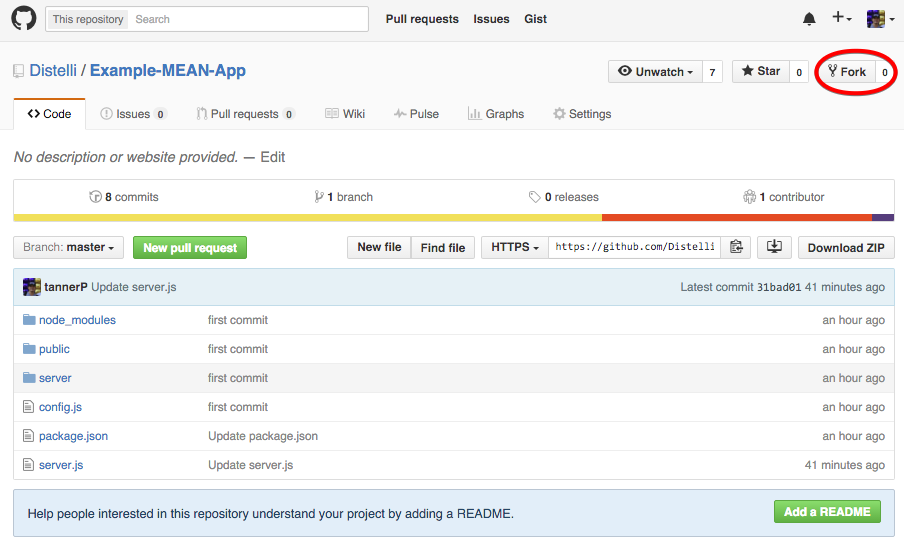 This repository Search Pull requests Issues Gist
Distelli / Example-MEAN-App Unwatch 7 Star 0 Fork 0
Code Issues 0 Pull requests 0 Wiki Pulse Graphs Settings
No description or website provided. — Edit
8 commits 1 branch 0 releases 1 contributor
Branch: master New pull request New file Find file HTTPS https://github.com/Distelli Download ZIP
tannerP Update server.js Latest commit 31bad01 41 minutes ago
node_modules first commit an hour ago
public first commit an hour ago
server first commit an hour ago
config.js first commit an hour ago
package.json Update package.json an hour ago
server.js Update server.js 41 minutes ago
Help people interested in this repository understand your project by adding a README. Add a README